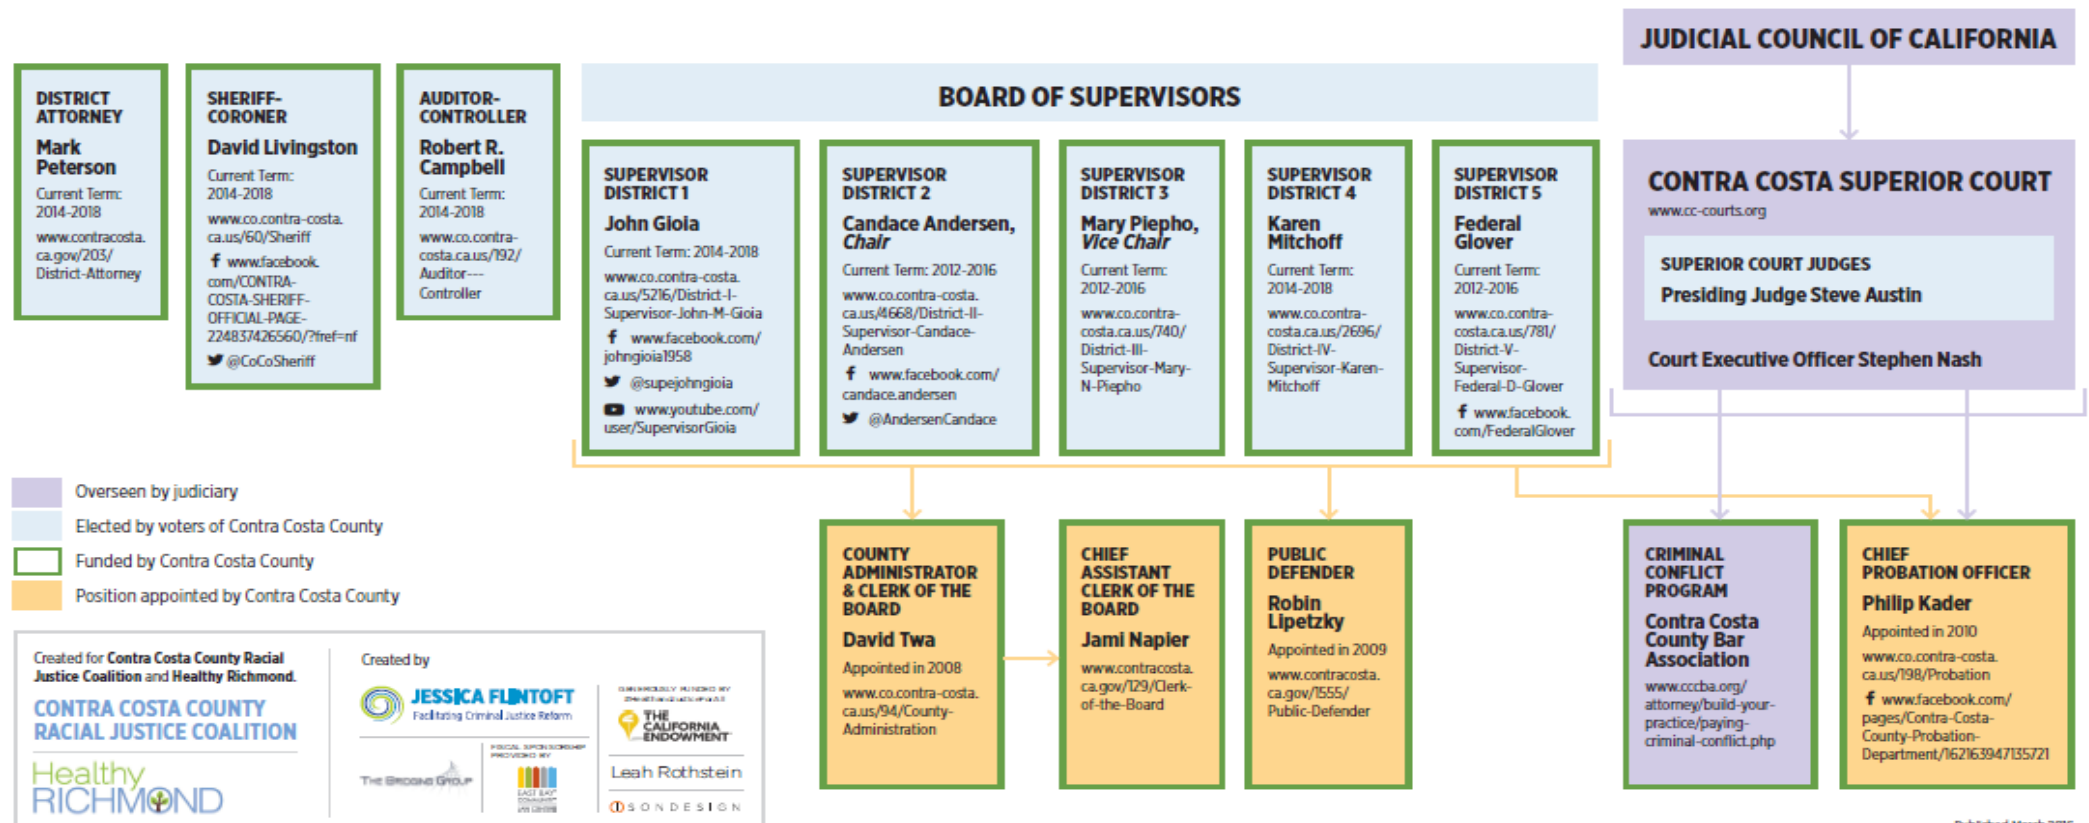 JUDICIAL COUNCIL OF CALIFORNIA
DISTRICT
ATTORNEY
Mark
Peterson
Current Term:
2014-2018
www.contracosta.
ca.gov/203/
District-Attorney
SHERIFF-
CORONER
David Livingston
Current Term:
2014-2018
www.co.contra-costa.
ca.us/60/Sheriff
www.facebook.
com/CONTRA-
COSTA-SHERIFF-
OFFICIAL-PAGE-
224837426560/?fref=nf
@CoCoSheriff
AUDITOR-
CONTROLLER
Robert R.
Campbell
Current Term:
2014-2018
www.co.contra-
costa.ca.us/192/
Auditor---
Controller
BOARD OF SUPERVISORS
SUPERVISOR
DISTRICT 1
John Gioia
Current Term: 2014-2018
www.co.contra-costa.
ca.us/5216/District-I-
Supervisor-John-M-Gioia
www.facebook.com/
johngioia1958
@supejohngioia
www.youtube.com/
user/SupervisorGioia
SUPERVISOR
DISTRICT 2
Candace Andersen,
Chair
Current Term: 2012-2016
www.co.contra-costa.
ca.us/4668/District-II-
Supervisor-Candace-
Andersen
www.facebook.com/
candace.andersen
@AndersenCandace
SUPERVISOR
DISTRICT 3
Mary Piepho,
Vice Chair
Current Term:
2012-2016
www.co.contra-
costa.ca.us/740/
District-III-
Supervisor-Mary-
N-Piepho
SUPERVISOR
DISTRICT 4
Karen
Mitchoff
Current Term:
2014-2018
www.co.contra-
costa.ca.us/2696/
District-IV-
Supervisor-Karen-
Mitchoff
SUPERVISOR
DISTRICT 5
Federal
Glover
Current Term:
2012-2016
www.co.contra-
costa.ca.us/781/
District-V-
Supervisor-
Federal-D-Glover
www.facebook.
com/FederalGlover
CONTRA COSTA SUPERIOR COURT
www.cc-courts.org
SUPERIOR COURT JUDGES
Presiding Judge Steve Austin
Court Executive Officer Stephen Nash
Overseen by judiciary
Elected by voters of Contra Costa County
Funded by Contra Costa County
Position appointed by Contra Costa County
COUNTY
ADMINISTRATOR
& CLERK OF THE
BOARD
David Twa
Appointed in 2008
www.co.contra-costa.
ca.us/94/County-
Administration
CHIEF
ASSISTANT
CLERK OF THE
BOARD
Jami Napier
www.contracosta.
ca.gov/129/Clerk-
of-the-Board
PUBLIC
DEFENDER
Robin
Lipetzky
Appointed in 2009
www.contracosta.
ca.gov/1555/
Public-Defender
CRIMINAL
CONFLICT
PROGRAM
Contra Costa
County Bar
Association
www.cccba.org/
attorney/build-your-
practice/paying-
criminal-conflict.php
CHIEF
PROBATION OFFICER
Philip Kader
Appointed in 2010
www.co.contra-costa.
ca.us/198/Probation
www.facebook.com/
pages/Contra-Costa-
County-Probation-
Department/162163947135721
Created for Contra Costa County Racial
Justice Coalition and Healthy Richmond.
CONTRA COSTA COUNTY
RACIAL JUSTICE COALITION
Healthy
RICHMOND
Created by
JESSICA FLINTOFT
Facilitating Criminal Justice Reform
THE BRIDGING GROUP
FISCAL SPONSORSHIP
PROVIDED BY
EAST BAY
COMMUNITY
LAW CENTER
GENEROUSLY FUNDED BY
#HealthandJusticeForAll
THE
CALIFORNIA
ENDOWMENT
Leah Rothstein
ISONDESIGN